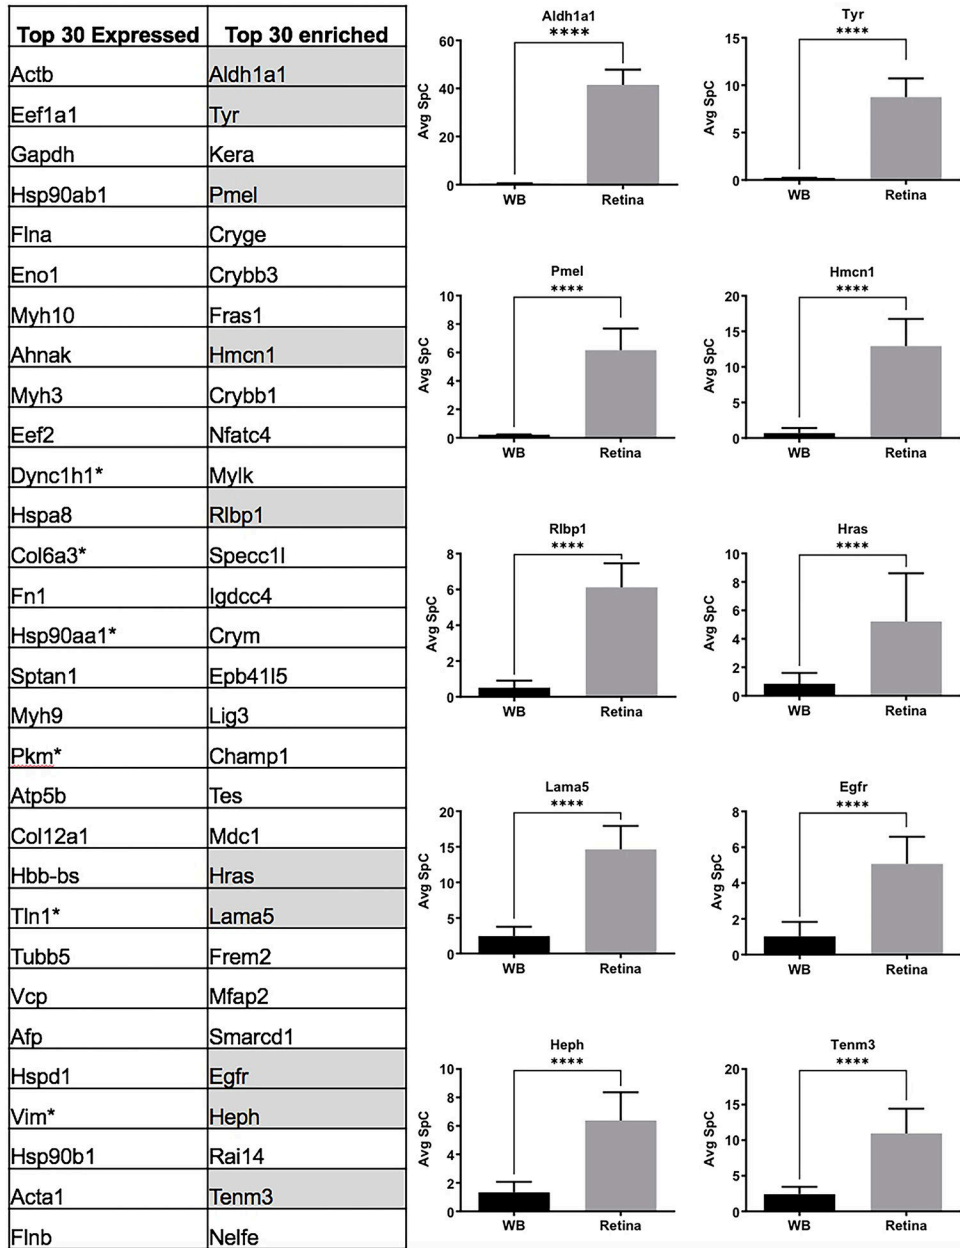 Top 30 Expressed Top 30 enriched
Actb Aldh1a1
Eef1a1 Tyr
Gapdh Kera
Hsp90ab1 Pmel
Flna Cryge
Eno1 Crybb3
Myh10 Fras1
Ahnak Hmcn1
Myh3 Crybb1
Eef2 Nfatc4
Dync1h1* Mylk
Hspa8 Rlbp1
Col6a3* Specc1l
Fn1 Igdcc4
Hsp90aa1* Crym
Sptan1 Epb41l5
Myh9 Lig3
Pkm* Champ1
Atp5b Tes
Col12a1 Mdc1
Hbb-bs Hras
Tln1* Lama5
Tubb5 Frem2
Vcp Mfap2
Afp Smarcd1
Hspd1 Egfr
Vim* Heph
Hsp90b1 Rai14
Acta1 Tenm3
Flnb Nelfe
Aldh1a1
****
Avg SpC
60
40
20
0
WB Retina
Tyr
****
Avg SpC
15
10
5
0
WB Retina
Pmel
****
Avg SpC
10
8
6
4
2
0
WB Retina
Hmcn1
****
Avg SpC
20
15
10
5
0
WB Retina
Rlbp1
****
Avg SpC
8
6
4
2
0
WB Retina
Hras
****
Avg SpC
10
8
6
4
2
0
WB Retina
Lama5
****
Avg SpC
20
15
10
5
0
WB Retina
Egfr
****
Avg SpC
8
6
4
2
0
WB Retina
Heph
****
Avg SpC
10
8
6
4
2
0
WB Retina
Tenm3
****
Avg SpC
20
15
10
5
0
WB Retina